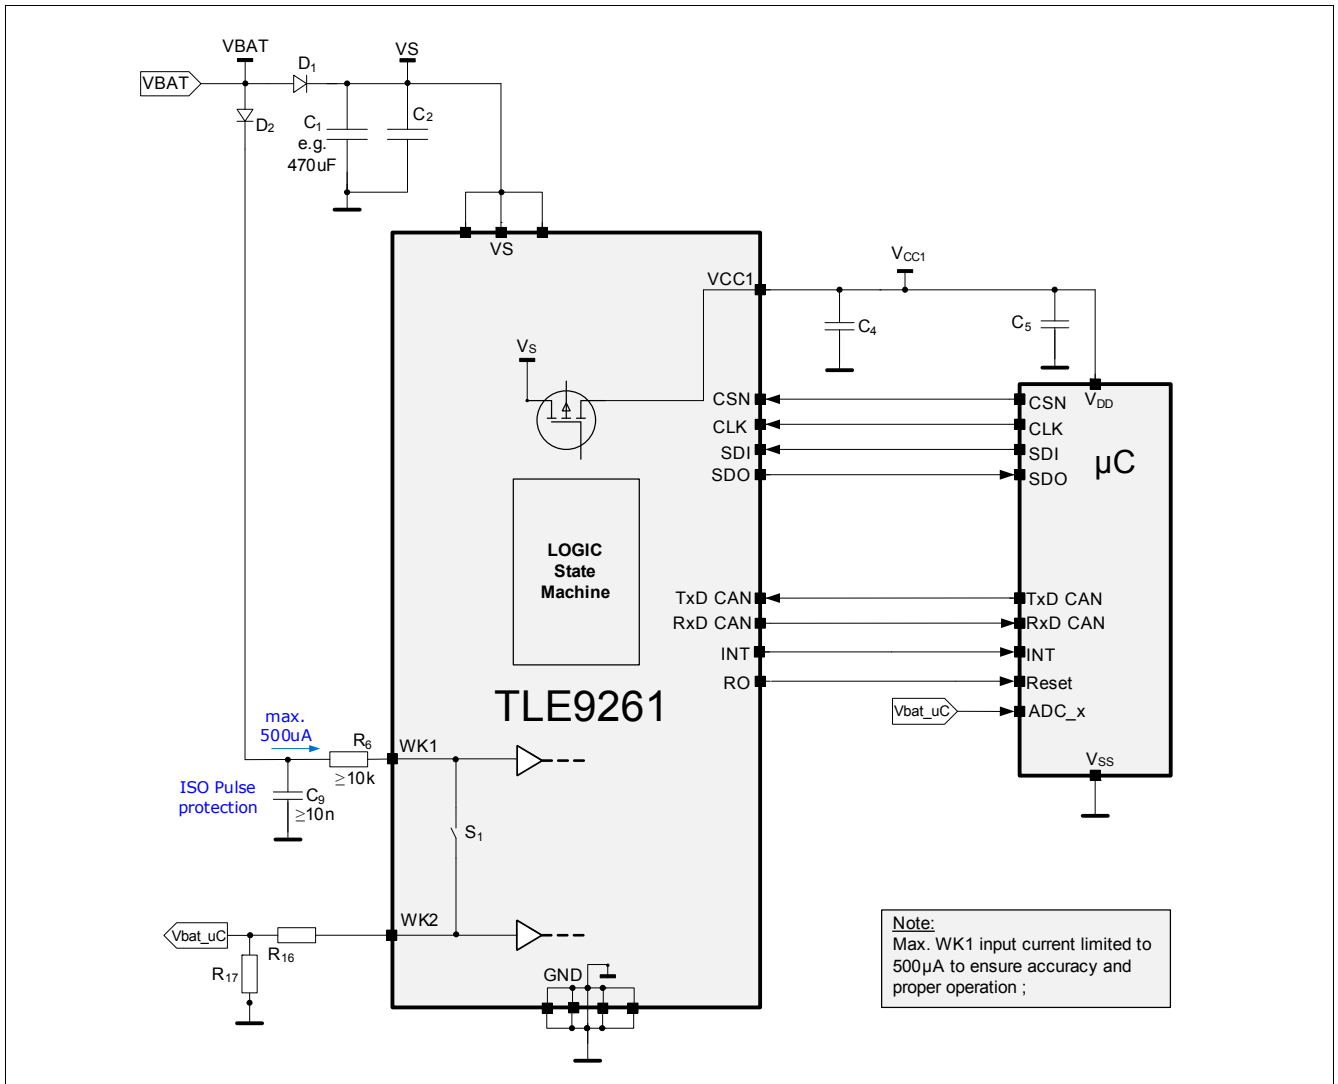 VBAT
VS
VBAT
D1
D2
C1
e.g.
470uF
C2
VS
VCC1
VCC1
C4
C5
VS
CSN
CLK
SDI
SDO
CSN
VDD
CLK
SDI
SDO
µC
LOGIC
State
Machine
TxD CAN
RxD CAN
INT
RO
TxD CAN
RxD CAN
INT
Reset
ADC_x
Vbat_uC
VSS
TLE9261
max.
500uA
R6
≥10k
WK1
ISO Pulse
protection
C9
≥10n
S1
WK2
Vbat_uC
R16
R17
GND
Note:
Max. WK1 input current limited to
500µA to ensure accuracy and
proper operation ;